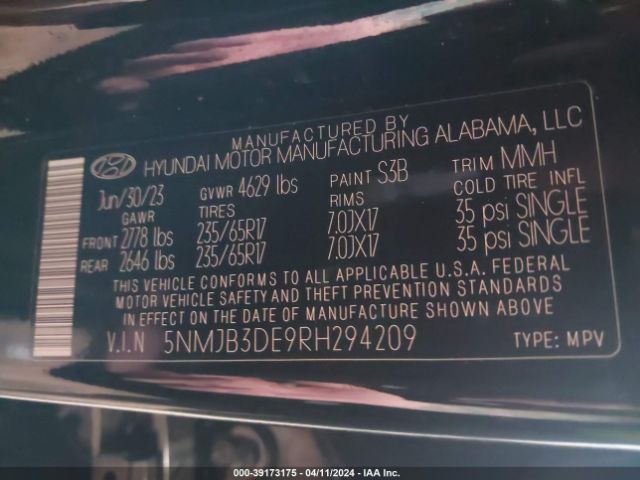 MANUFACTURED BY
HYUNDAI MOTOR MANUFACTURING ALABAMA, LLC
Jun/30/23 GVWR 4629 lbs PAINT S3B TRIM MMH
GAWR TIRES RIMS COLD TIRE INFL
FRONT 2778 lbs 235/65R17 7.0JX17 35 psi SINGLE
REAR 2646 lbs 235/65R17 7.0JX17 35 psi SINGLE
THIS VEHICLE CONFORMS TO ALL APPLICABLE U.S.A. FEDERAL
MOTOR VEHICLE SAFETY AND THEFT PREVENTION STANDARDS
IN EFFECT ON THE DATE OF MANUFACTURE SHOWN ABOVE
V.I.N 5NMJB3DE9RH294209 TYPE: MPV
000-39173175 - 04/11/2024 - IAA Inc.